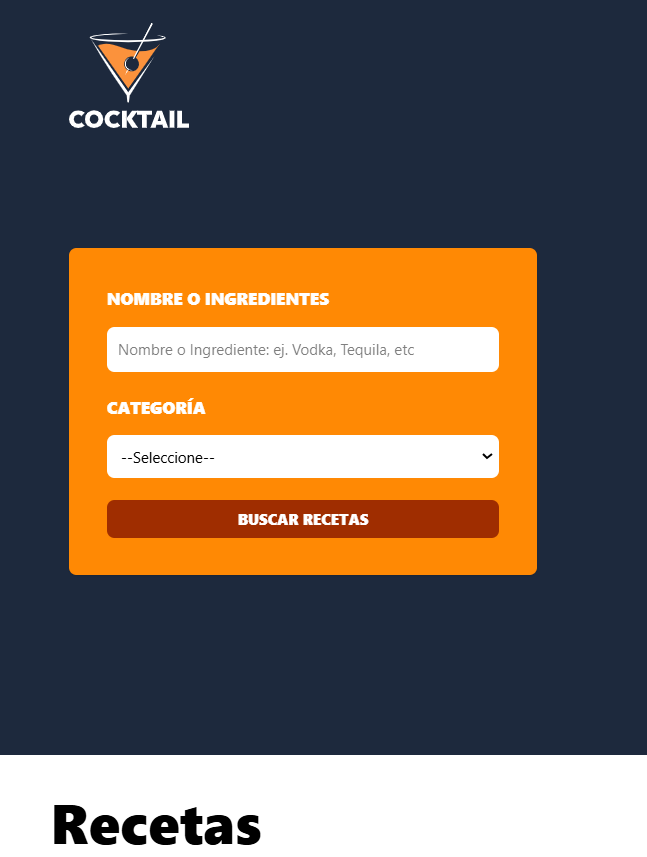 COCKTAIL
NOMBRE O INGREDIENTES
Nombre o Ingrediente: ej. Vodka, Tequila, etc
CATEGORÍA
--Seleccione--
BUSCAR RECETAS
Recetas